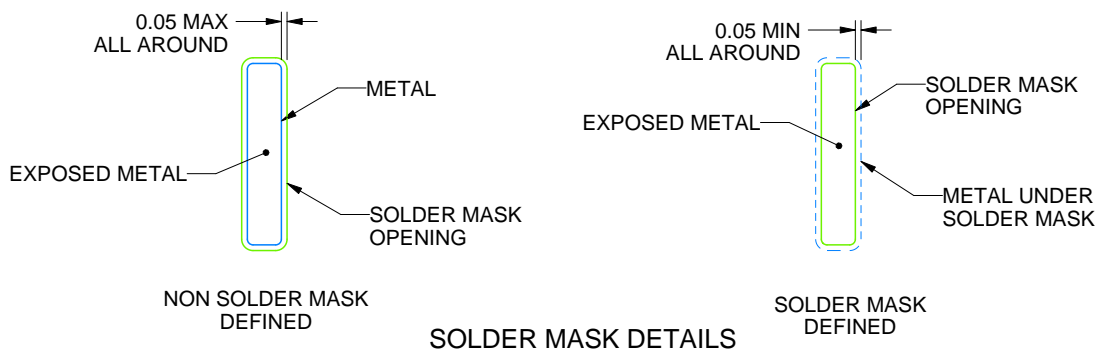 0.05 MAX
ALL AROUND
METAL
EXPOSED METAL
SOLDER MASK
OPENING
NON SOLDER MASK
DEFINED
0.05 MIN
ALL AROUND
SOLDER MASK
OPENING
EXPOSED METAL
METAL UNDER
SOLDER MASK
SOLDER MASK
DEFINED
SOLDER MASK DETAILS